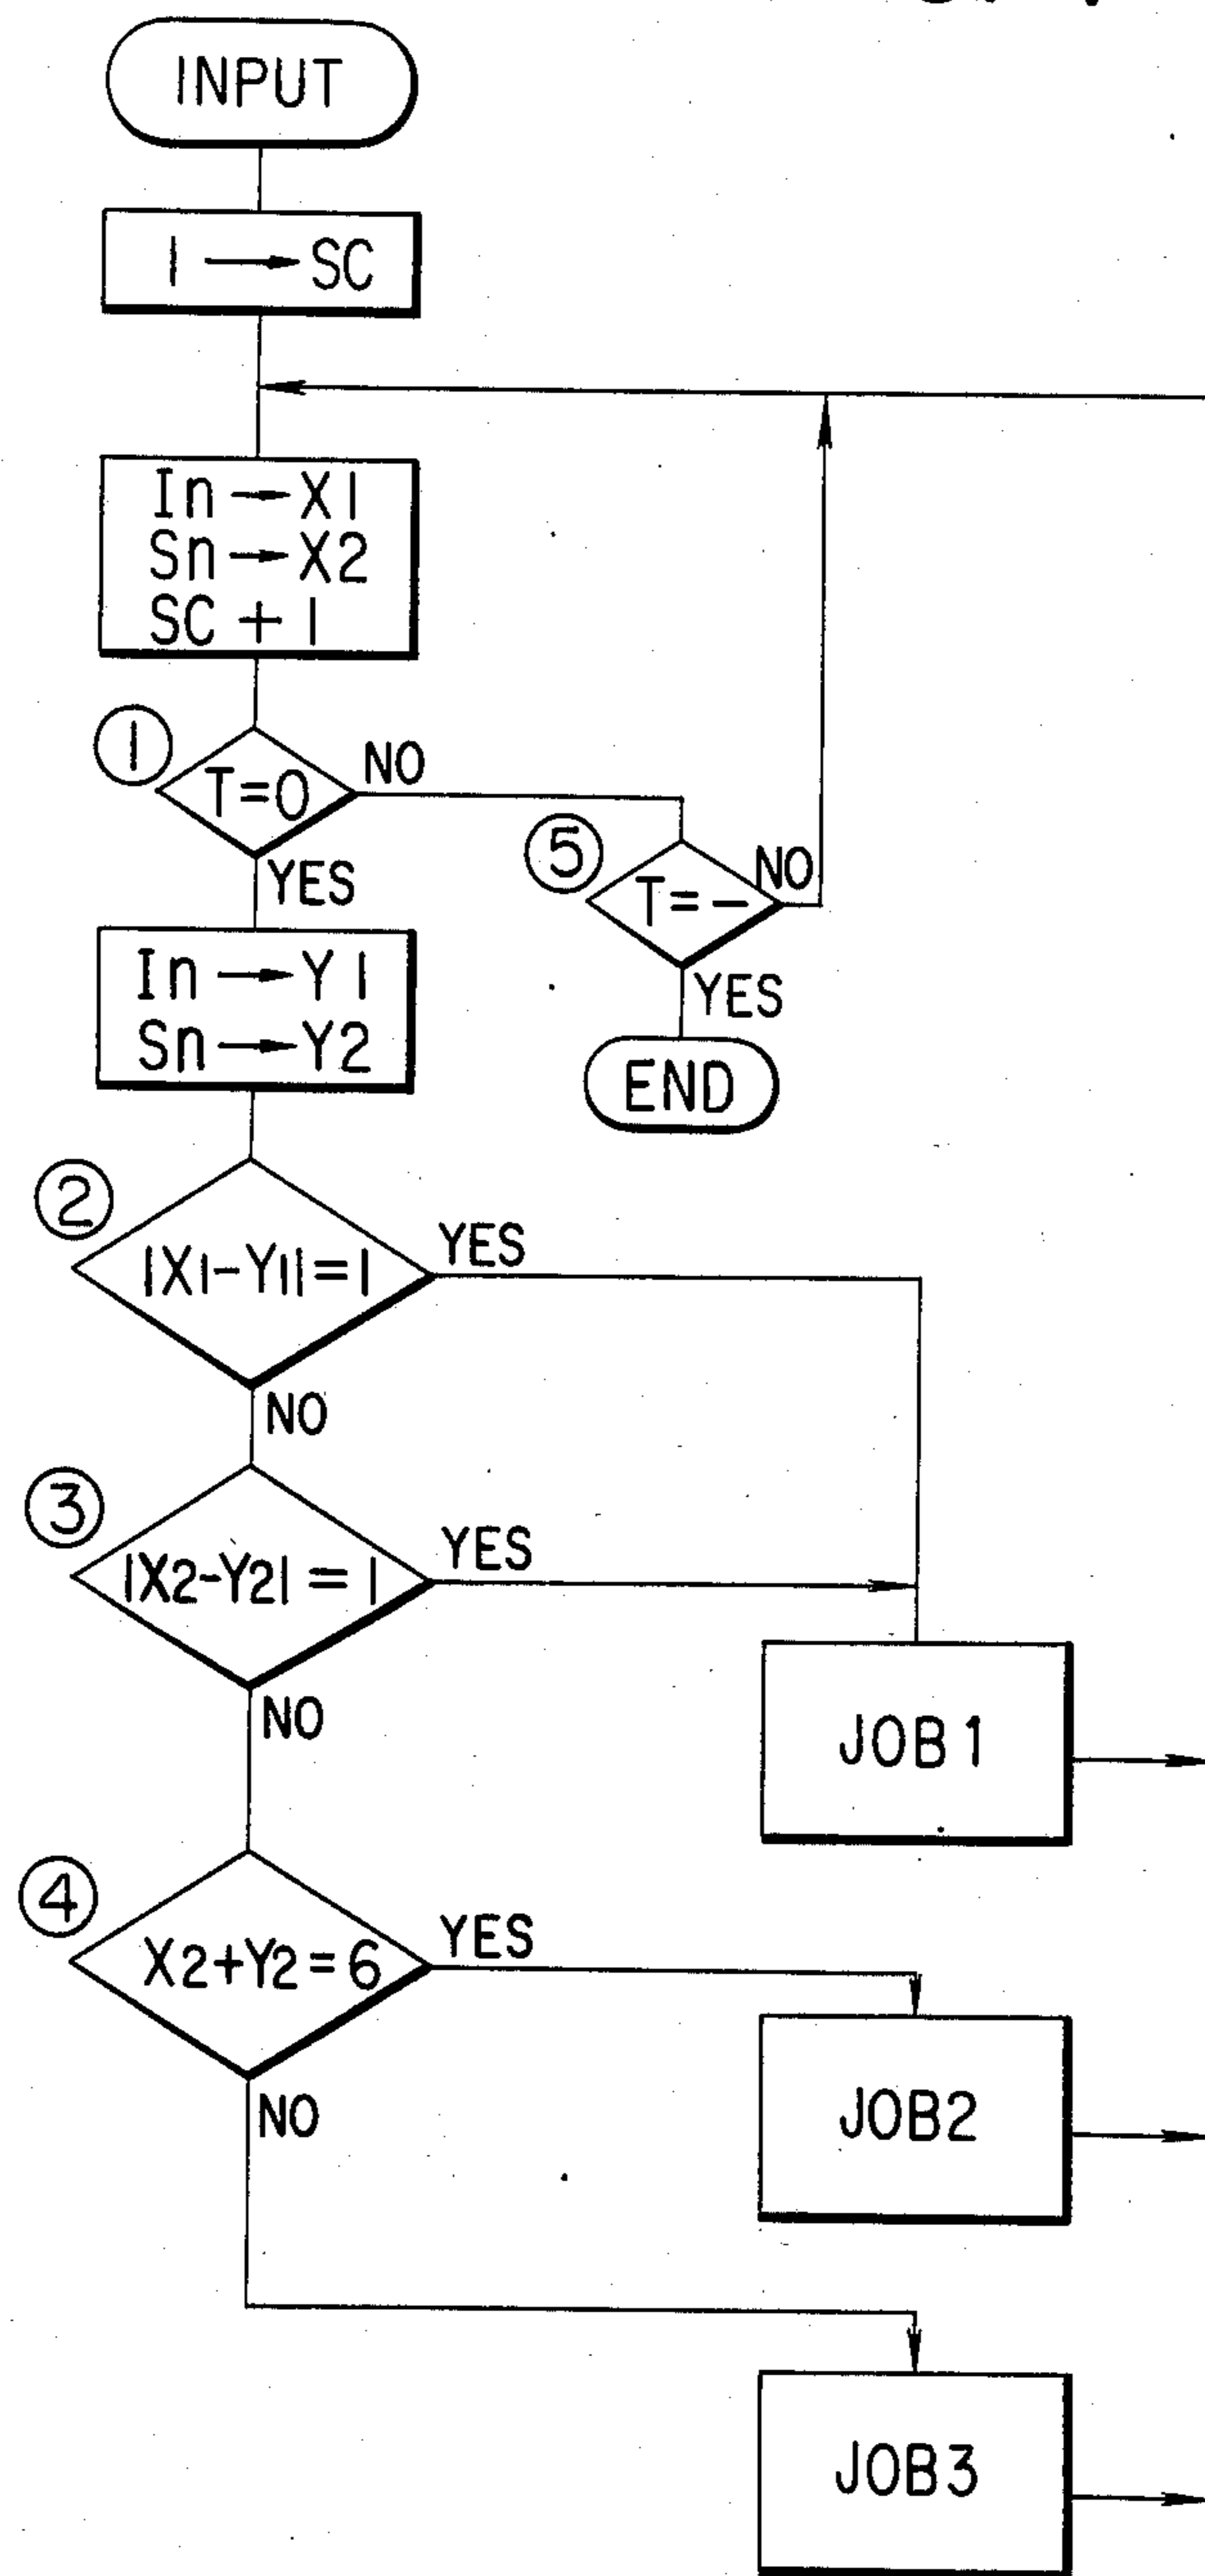 INPUT
1 → SC
In → X1
Sn → X2
SC + 1
①
T=0
NO
YES
⑤
T=-
NO
YES
END
In → Y1
Sn → Y2
②
|X1-Y1|=1
YES
NO
③
|X2-Y2| = 1
YES
NO
JOB1
④
X2+Y2=6
YES
NO
JOB2
JOB3